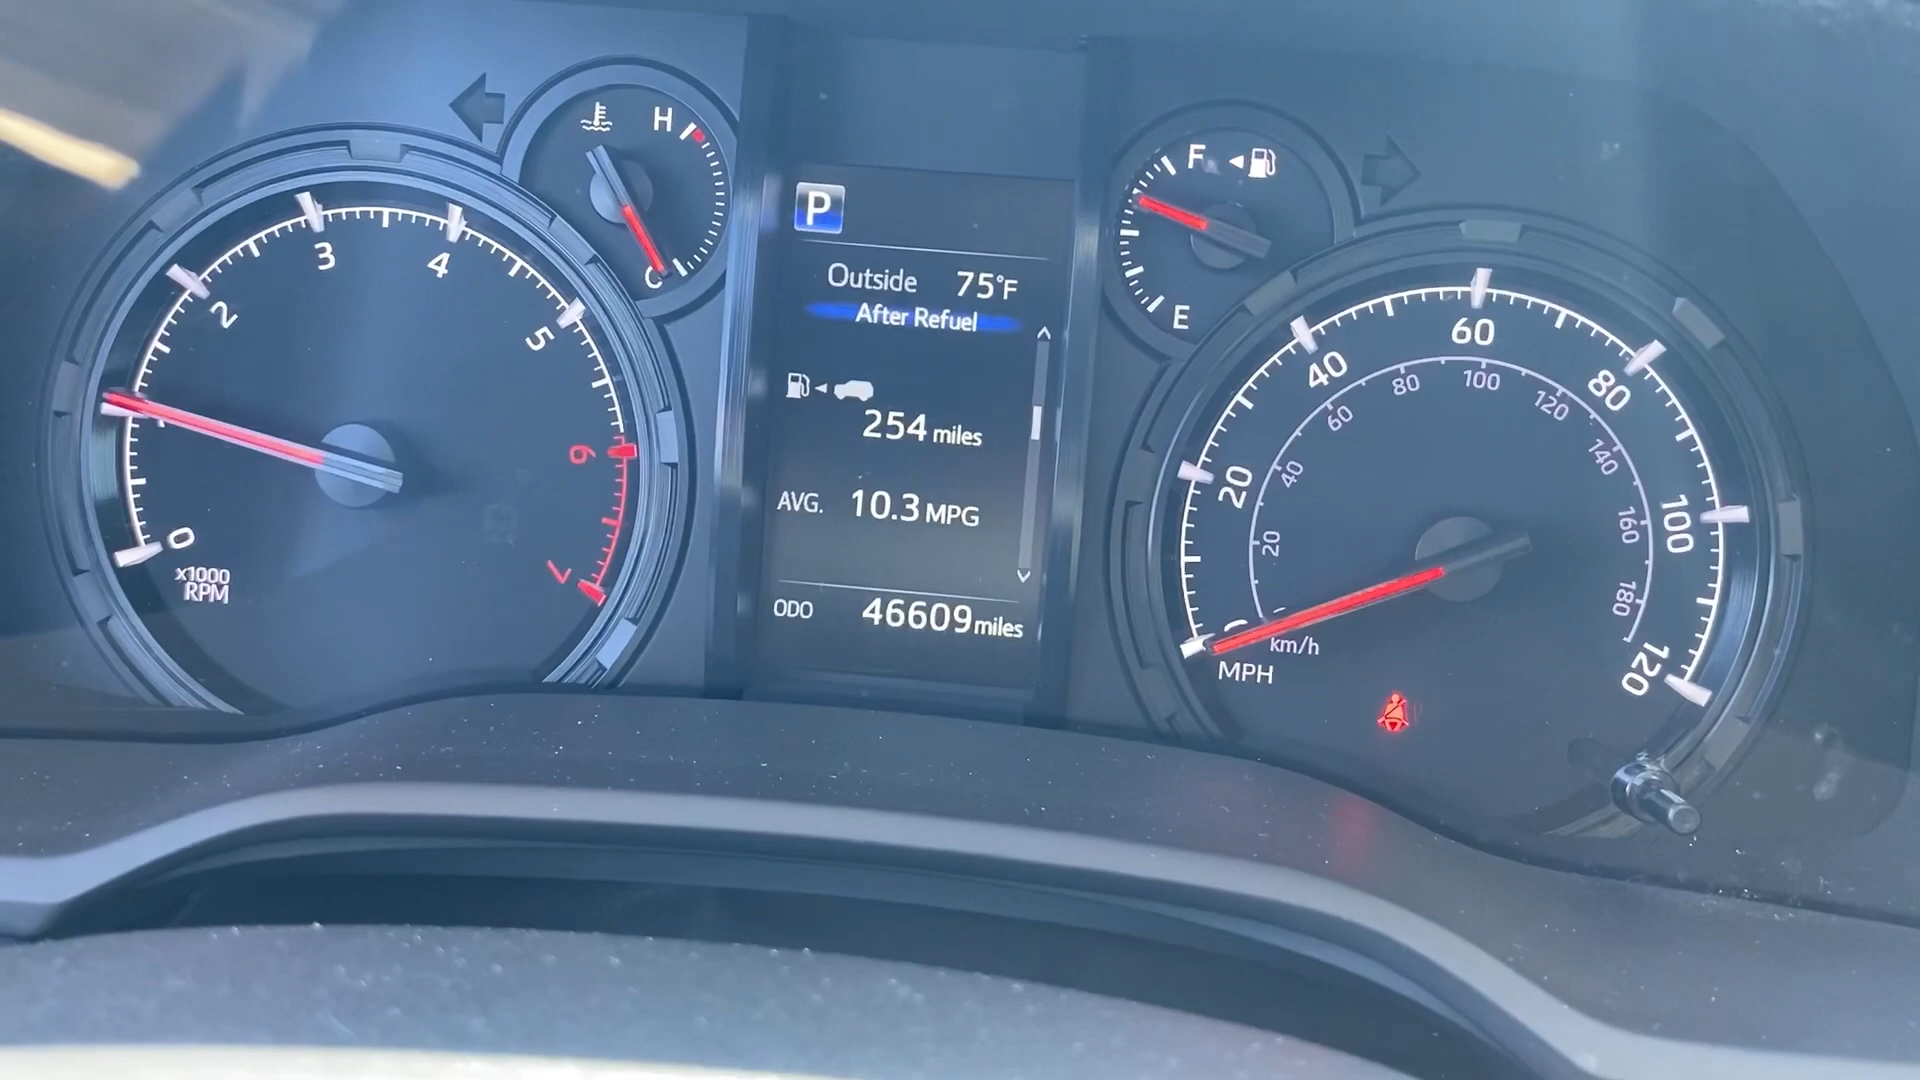 H
C
0
2
3
4
5
6
7
x1000
RPM
P
Outside 75°F
After Refuel
254 miles
AVG. 10.3 MPG
ODO 46609 miles
F
E
20
40
60
80
100
120
20
40
60
80
100
120
140
160
180
km/h
MPH